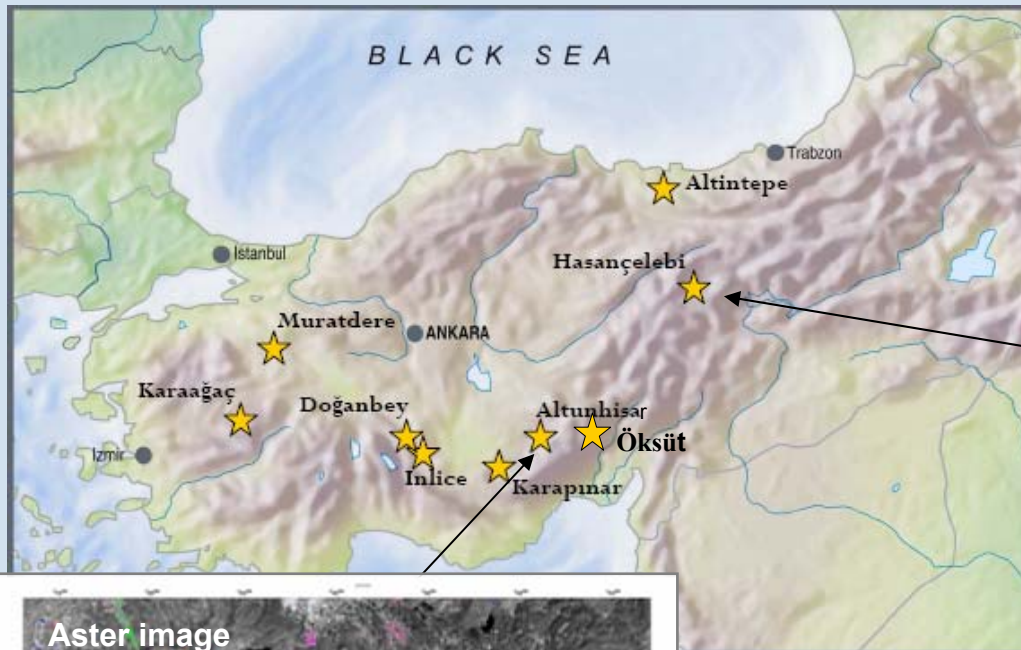 BLACK SEA
Trabzon
Altintepe
Istanbul
Hasançelebi
Muratdere
ANKARA
Karaağaç
Doğanbey
Altunhisar
Öksüt
Izmir
Inlice
Karapınar
Aster image